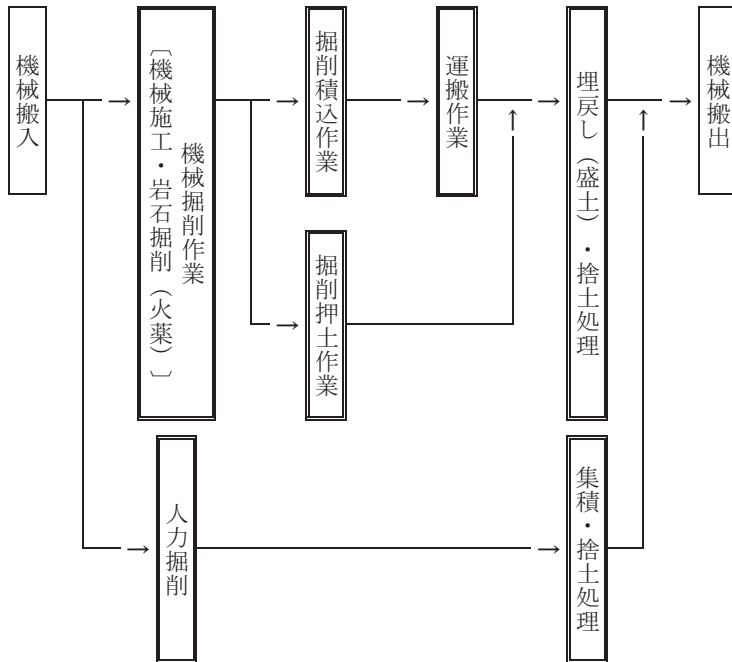 機械搬入
機械掘削作業
〔機械施工・岩石掘削（火薬）〕
掘削積込作業
運搬作業
埋戻し（盛土）・捨土処理
機械搬出
掘削押土作業
人力掘削
集積・捨土処理